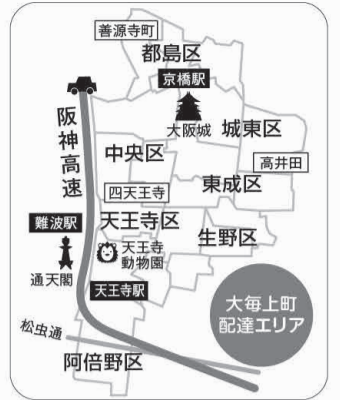 善源寺町
都島区
京橋駅
大阪城
城東区
阪神高速
中央区
高井田
東成区
四天王寺
難波駅
天王寺区
生野区
通天閣
天王寺
動物園
天王寺駅
大毎上町
配達エリア
松虫通
阿倍野区